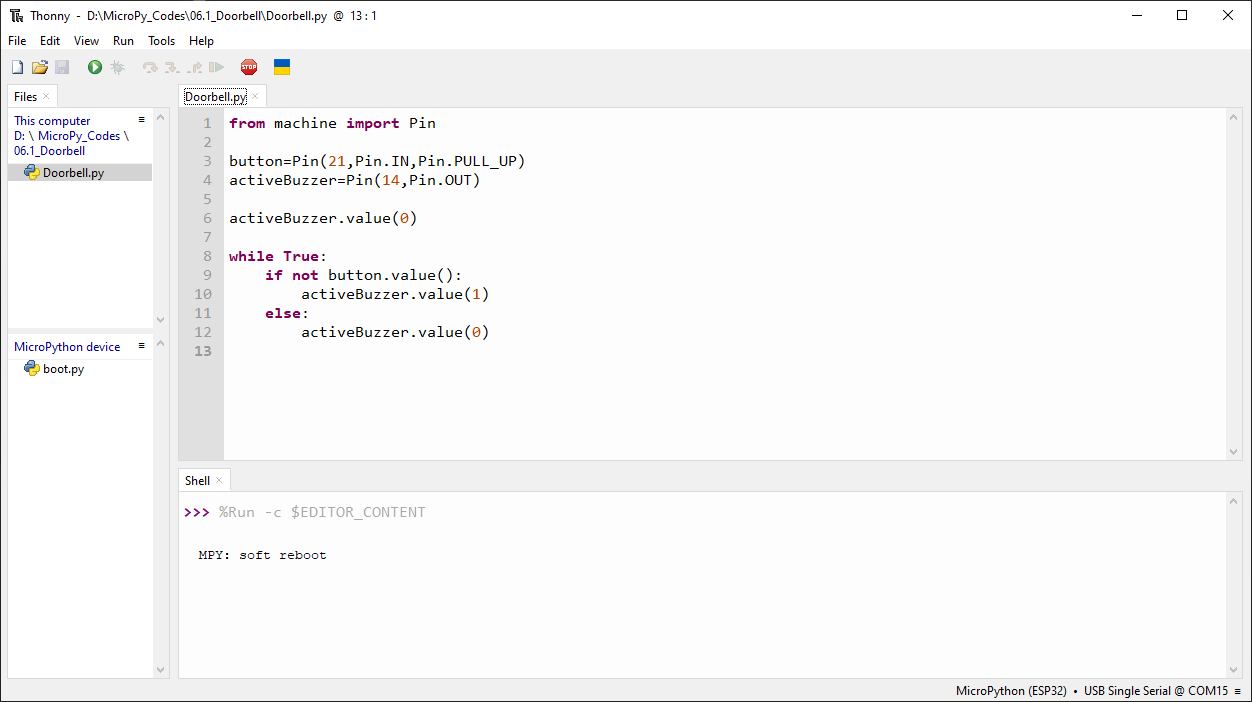 Thonny - D:\MicroPy_Codes\06.1_Doorbell\Doorbell.py @ 13 : 1
File Edit View Run Tools Help
STOP
Files
This computer
D: \ MicroPy_Codes \
06.1_Doorbell
Doorbell.py
MicroPython device
boot.py
Doorbell.py
1 from machine import Pin
2
3 button=Pin(21,Pin.IN,Pin.PULL_UP)
4 activeBuzzer=Pin(14,Pin.OUT)
5
6 activeBuzzer.value(0)
7
8 while True:
9     if not button.value():
10         activeBuzzer.value(1)
11     else:
12         activeBuzzer.value(0)
13
Shell
>>> %Run -c $EDITOR_CONTENT
MPY: soft reboot
MicroPython (ESP32) • USB Single Serial @ COM15 ≡